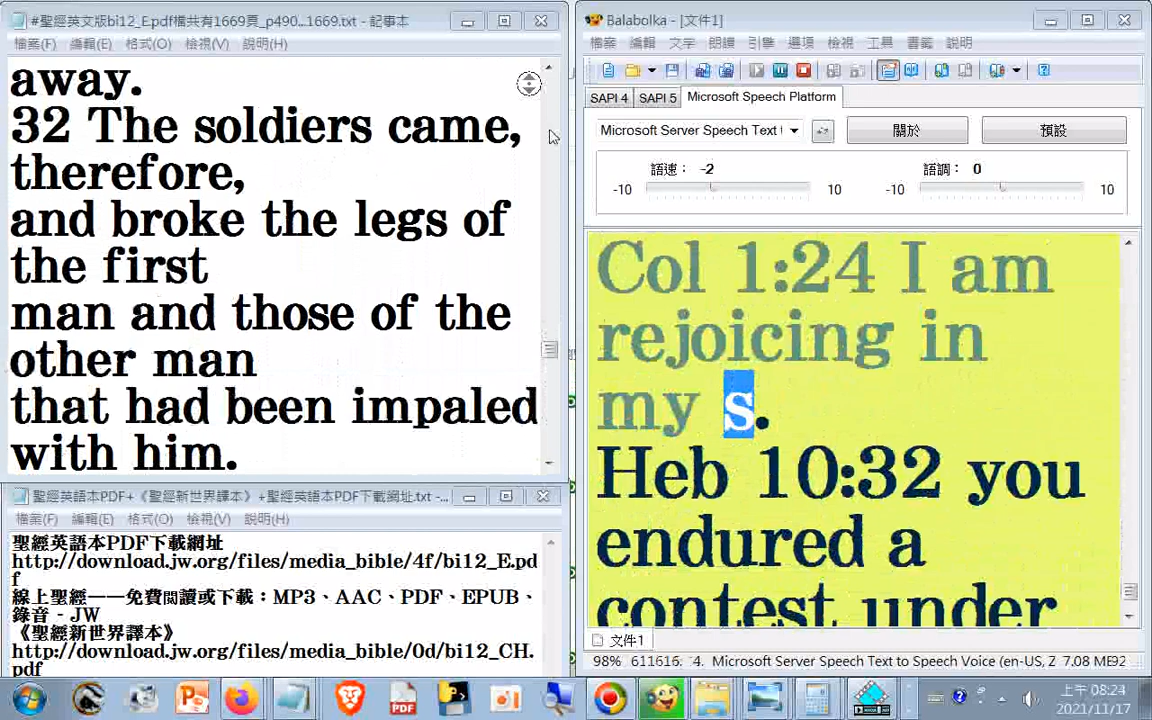 #聖經英文版bi12_E.pdf檔共有1669頁_p490...1669.txt - 記事本
檔案(F) 編輯(E) 格式(O) 檢視(V) 說明(H)
away.
32 The soldiers came,
therefore,
and broke the legs of
the first
man and those of the
other man
that had been impaled
with him.
聖經英語本PDF+《聖經新世界譯本》+聖經英語本PDF下載網址.txt -...
檔案(F) 編輯(E) 格式(O) 檢視(V) 說明(H)
聖經英語本PDF下載網址
http://download.jw.org/files/media_bible/4f/bi12_E.pd
f
線上聖經——免費閱讀或下載：MP3、AAC、PDF、EPUB、
錄音 - JW
《聖經新世界譯本》
http://download.jw.org/files/media_bible/0d/bi12_CH.
pdf
Balabolka - [文件1]
檔案 編輯 文字 朗讀 引擎 選項 檢視 工具 書籤 說明
SAPI 4 SAPI 5 Microsoft Speech Platform
Microsoft Server Speech Text 關於 預設
語速： -2 語調： 0
-10 10 -10 10
Col 1:24 I am
rejoicing in
my s.
Heb 10:32 you
endured a
contest under
文件1
98% 611616. 4. Microsoft Server Speech Text to Speech Voice (en-US, Z 7.08 ME92
PDF
上午 08:24
2021/11/17